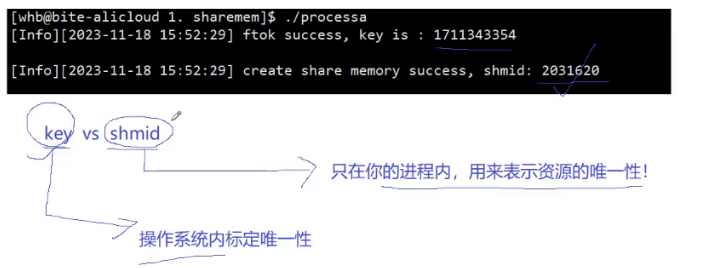 [whb@bite-alicloud 1. sharemem]$ ./processa
[Info][2023-11-18 15:52:29] ftok success, key is : 1711343354
[Info][2023-11-18 15:52:29] create share memory success, shmid: 2031620
key vs shmid
只在你的进程内，用来表示资源的唯一性！
操作系统内标定唯一性